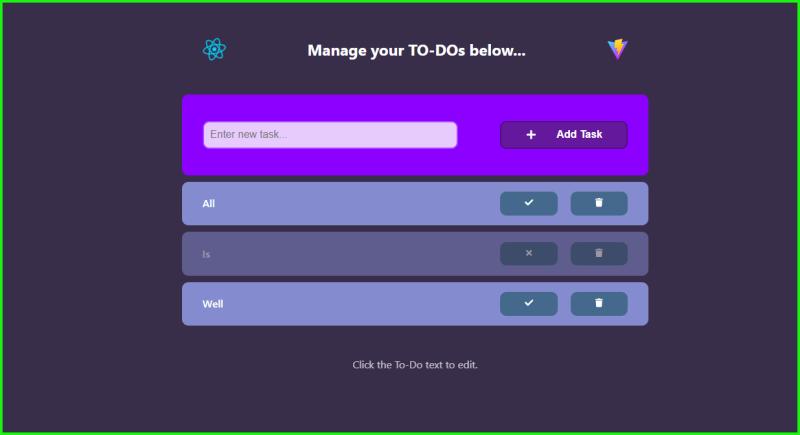 Manage your TO-DOs below...
Enter new task...
Add Task
All
Is
Well
Click the To-Do text to edit.